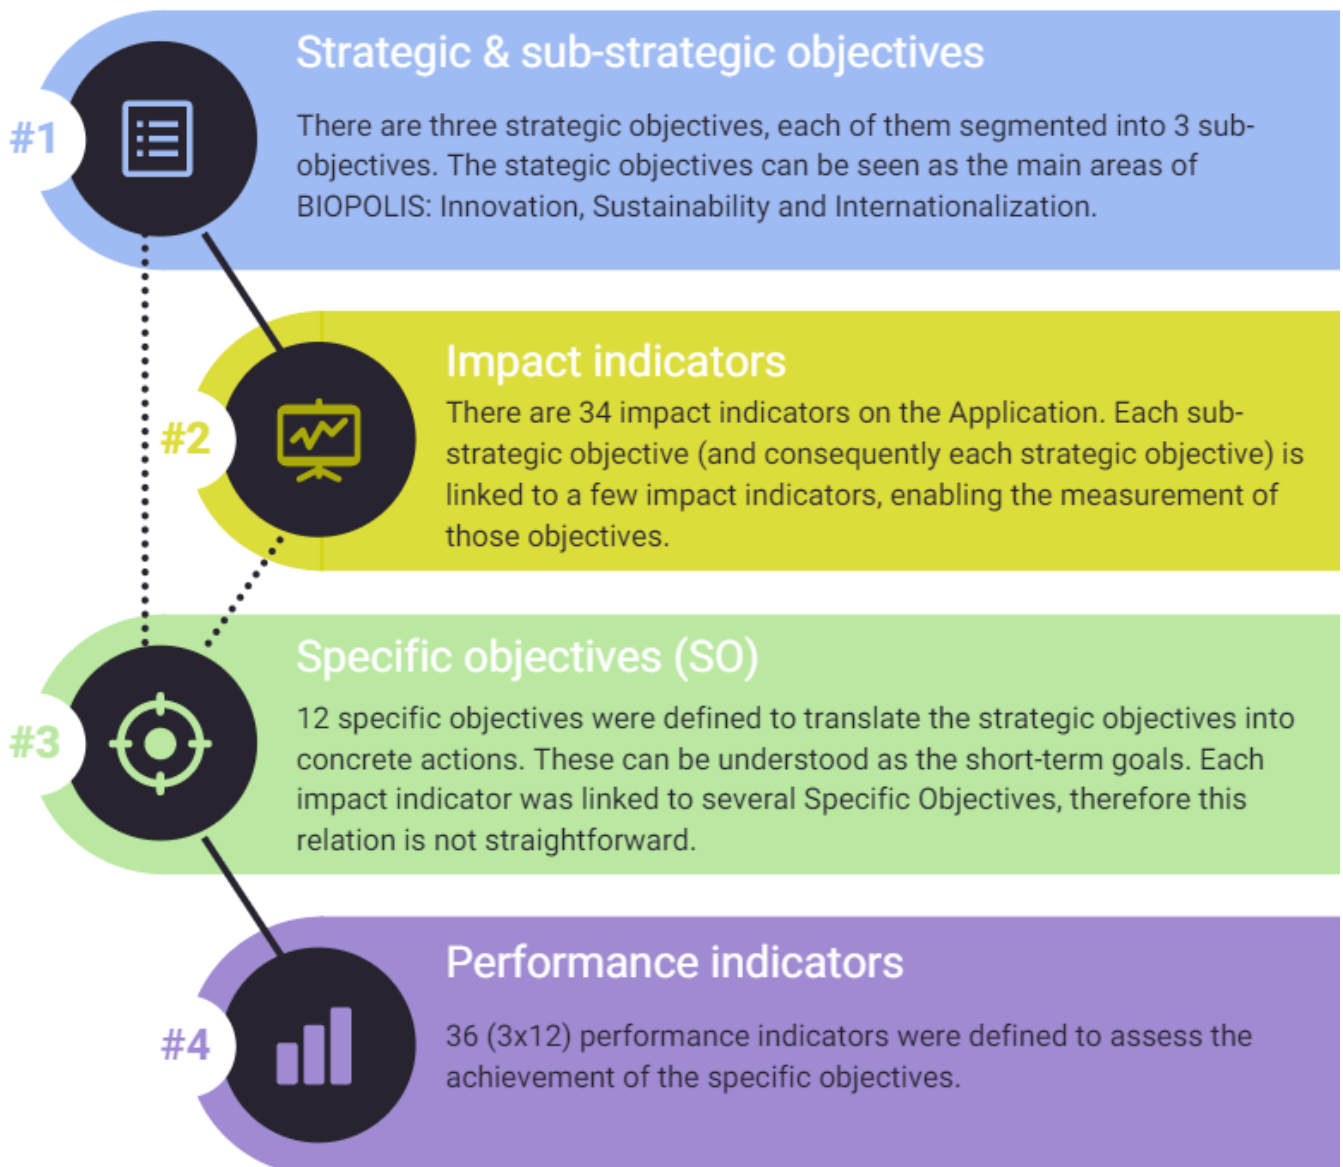 #1
Strategic & sub-strategic objectives
There are three strategic objectives, each of them segmented into 3 sub-
objectives. The stategic objectives can be seen as the main areas of
BIOPOLIS: Innovation, Sustainability and Internationalization.
#2
Impact indicators
There are 34 impact indicators on the Application. Each sub-
strategic objective (and consequently each strategic objective) is
linked to a few impact indicators, enabling the measurement of
those objectives.
#3
Specific objectives (SO)
12 specific objectives were defined to translate the strategic objectives into
concrete actions. These can be understood as the short-term goals. Each
impact indicator was linked to several Specific Objectives, therefore this
relation is not straightforward.
#4
Performance indicators
36 (3x12) performance indicators were defined to assess the
achievement of the specific objectives.